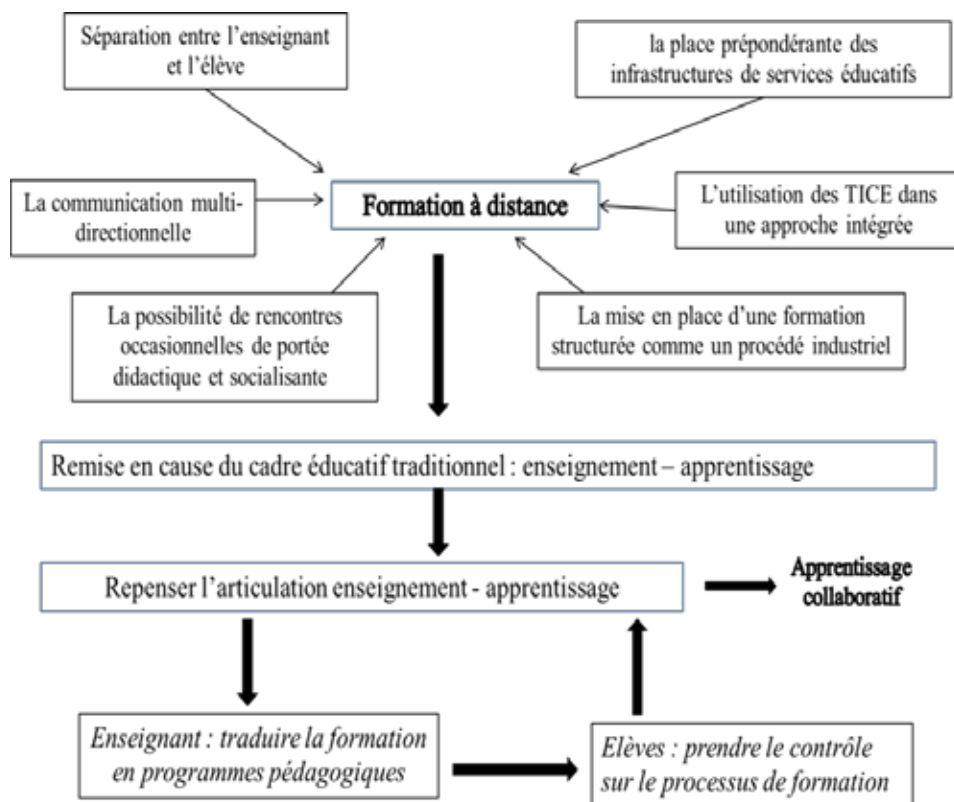 Séparation entre l'enseignant
et l'élève
la place prépondérante des
infrastructures de services éducatifs
La communication multi-
directionnelle
Formation à distance
L'utilisation des TICE dans
une approche intégrée
La possibilité de rencontres
occasionnelles de portée
didactique et socialisante
La mise en place d'une formation
structurée comme un procédé industriel
Remise en cause du cadre éducatif traditionnel : enseignement – apprentissage
Repenser l'articulation enseignement - apprentissage
Apprentissage
collaboratif
Enseignant : traduire la formation
en programmes pédagogiques
Elèves : prendre le contrôle
sur le processus de formation